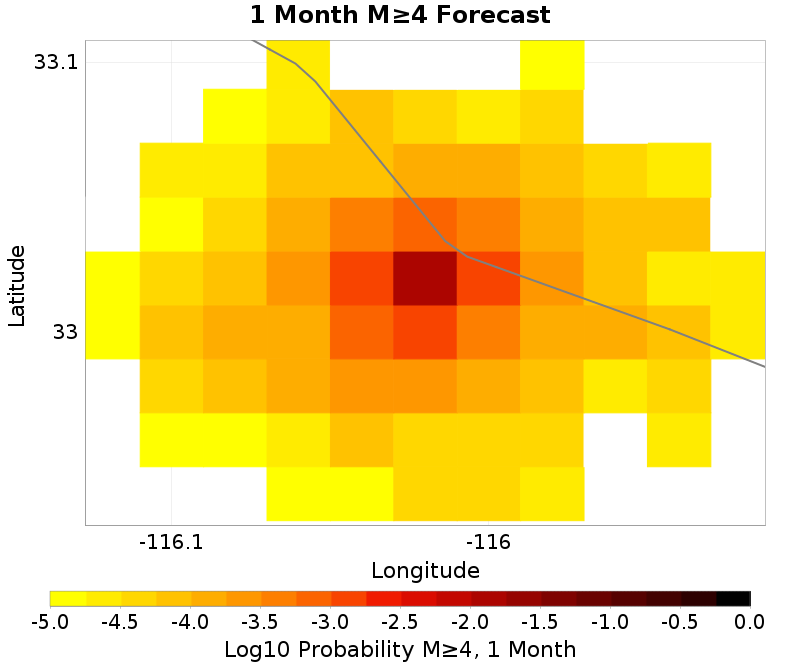 1 Month M≥4 Forecast
33.1
33
Latitude
-116.1 -116
Longitude
-5.0 -4.5 -4.0 -3.5 -3.0 -2.5 -2.0 -1.5 -1.0 -0.5 0.0
Log10 Probability M≥4, 1 Month